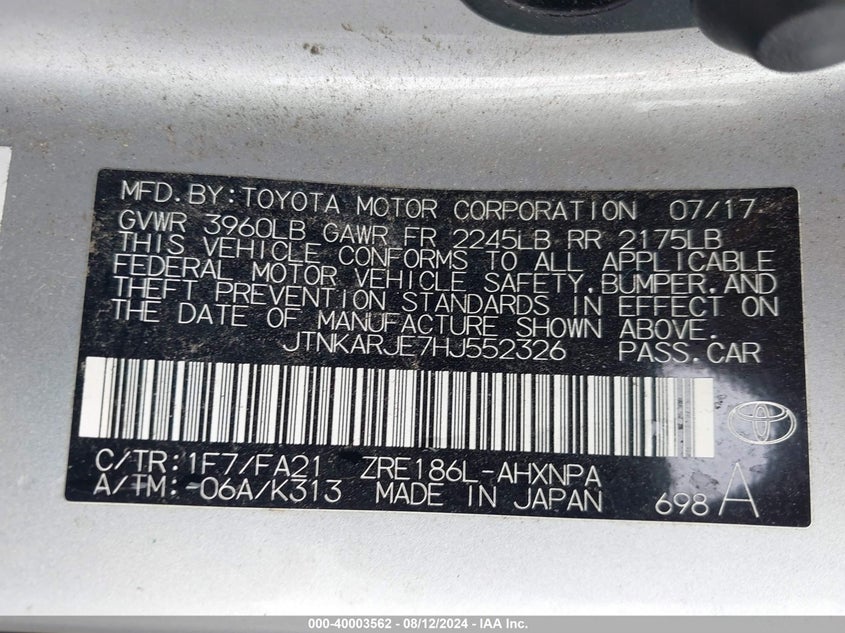 MFD. BY: TOYOTA MOTOR CORPORATION 07/17
GVWR 3960LB GAWR FR 2245LB RR 2175LB
THIS VEHICLE CONFORMS TO ALL APPLICABLE
FEDERAL MOTOR VEHICLE SAFETY, BUMPER, AND
THEFT PREVENTION STANDARDS IN EFFECT ON
THE DATE OF MANUFACTURE SHOWN ABOVE.
JTNKARJE7HJ552326 PASS. CAR
C/TR: 1F7/FA21 ZRE186L-AHXNPA
A/TM: -06A/K313 MADE IN JAPAN 698 A
000-40003562 - 08/12/2024 - IAA Inc.